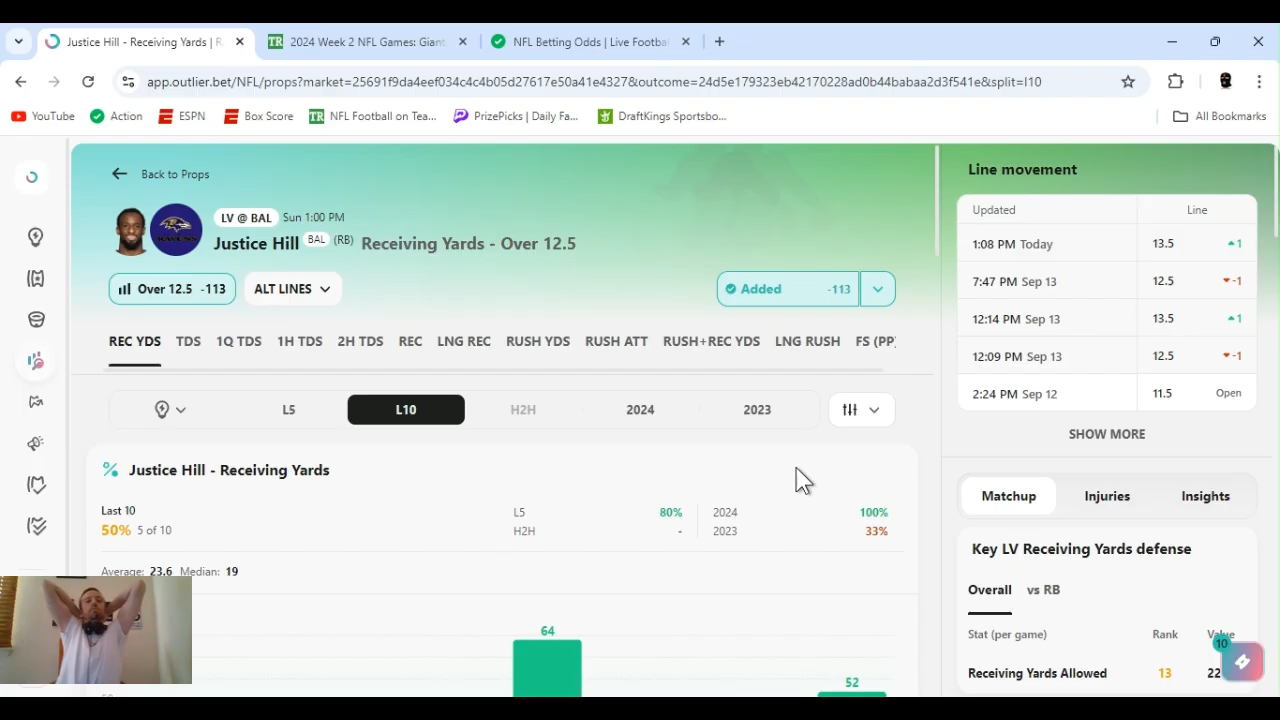 Justice Hill - Receiving Yards | R
2024 Week 2 NFL Games: Giant
NFL Betting Odds | Live Footba
app.outlier.bet/NFL/props?market=25691f9da4eef034c4c4b05d27617e50a41e4327&outcome=24d5e179323eb42170228ad0b44babaa2d3f541e&split=l10
YouTube Action ESPN Box Score NFL Football on Tea... PrizePicks | Daily Fa... DraftKings Sportsbo... All Bookmarks
Back to Props
LV @ BAL Sun 1:00 PM
Justice Hill BAL (RB) Receiving Yards - Over 12.5
Over 12.5 -113 ALT LINES Added -113
REC YDS TDS 1Q TDS 1H TDS 2H TDS REC LNG REC RUSH YDS RUSH ATT RUSH+REC YDS LNG RUSH FS (PP)
L5 L10 H2H 2024 2023
Justice Hill - Receiving Yards
Last 10
50% 5 of 10
L5 80% 2024 100%
H2H - 2023 33%
Average: 23.6 Median: 19
64
52
Line movement
Updated Line
1:08 PM Today 13.5 1
7:47 PM Sep 13 12.5 -1
12:14 PM Sep 13 13.5 1
12:09 PM Sep 13 12.5 -1
2:24 PM Sep 12 11.5 Open
SHOW MORE
Matchup Injuries Insights
Key LV Receiving Yards defense
Overall vs RB
Stat (per game) Rank Value
10
Receiving Yards Allowed 13